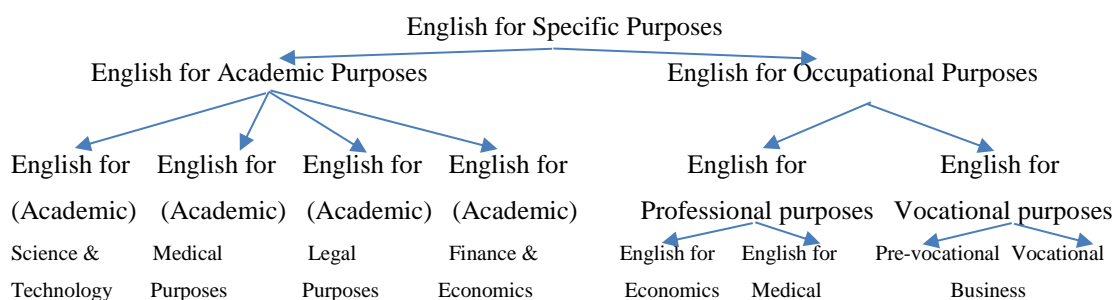 English for Specific Purposes
English for Academic Purposes English for Occupational Purposes
English for English for English for English for English for English for
(Academic) (Academic) (Academic) (Academic) Professional purposes Vocational purposes
Science & Medical Legal Finance & English for English for Pre-vocational Vocational
Technology Purposes Purposes Economics Economics Medical Business